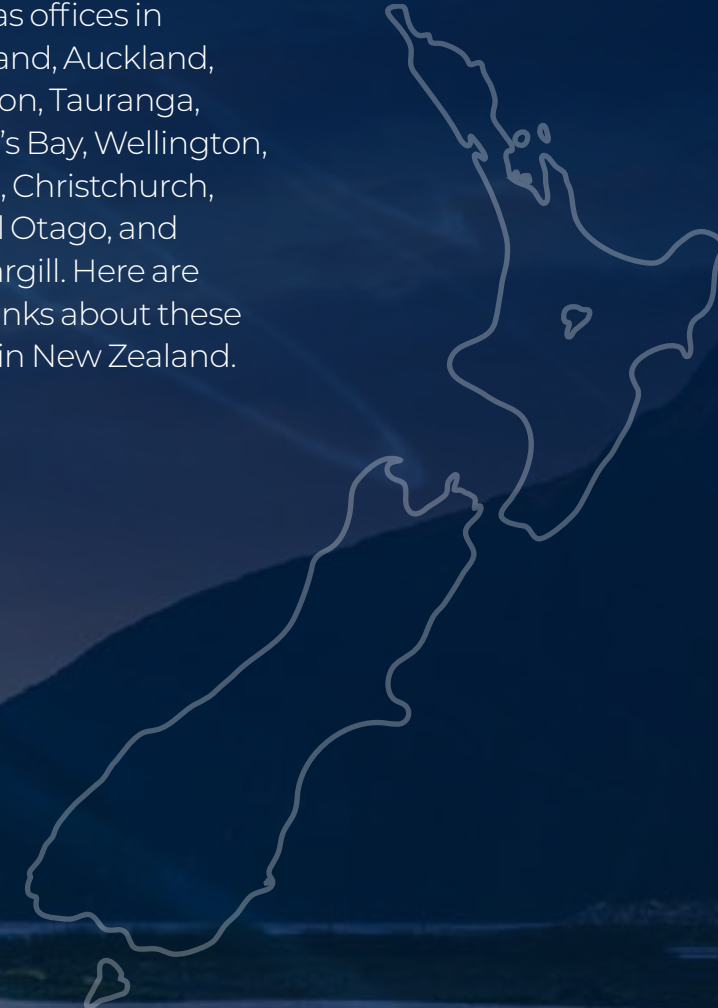 as offices in
and, Auckland,
on, Tauranga,
's Bay, Wellington,
, Christchurch,
l Otago, and
argill. Here are
nks about these
in New Zealand.